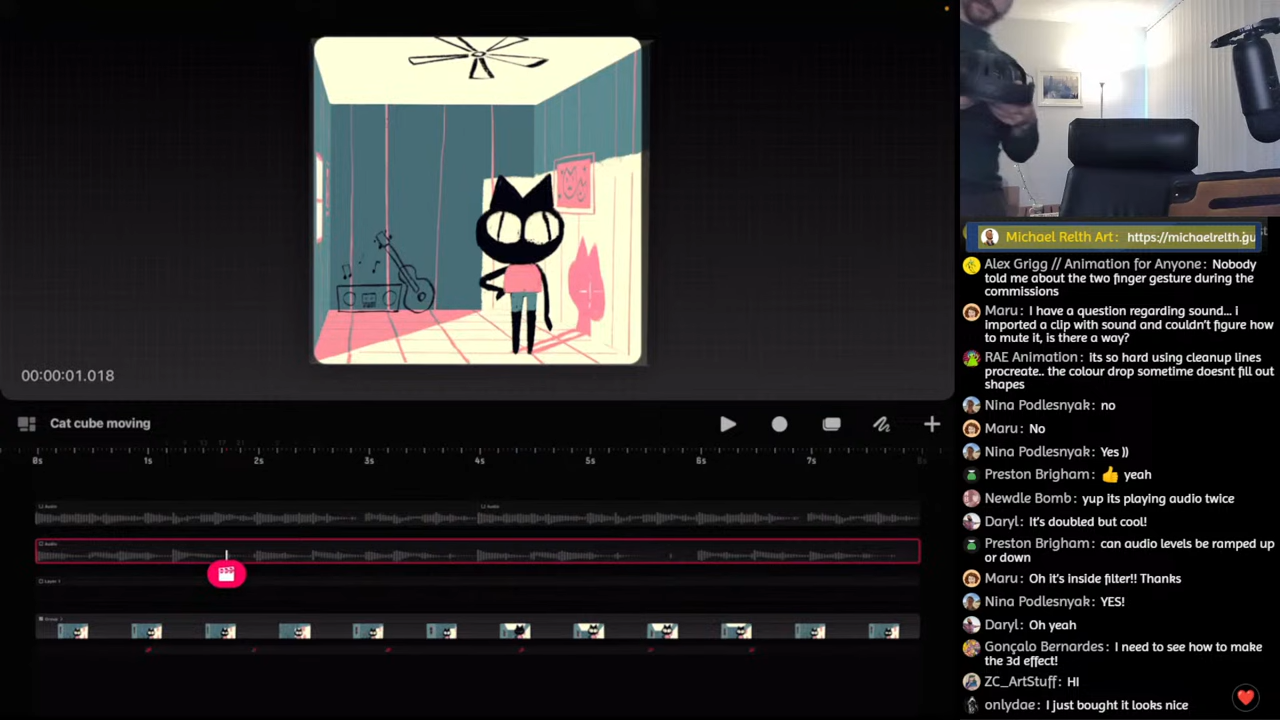 Michael Relth Art: https://michaelrelth.gu
Alex Grigg // Animation for Anyone: Nobody
told me about the two finger gesture during the
commissions
Maru: I have a question regarding sound... i
imported a clip with sound and couldn't figure how
to mute it, is there a way?
RAE Animation: its so hard using cleanup lines
procreate.. the colour drop sometime doesnt fill out
shapes
Nina Podlesnyak: no
Maru: No
Nina Podlesnyak: Yes ))
Preston Brigham: 👍 yeah
Newdle Bomb: yup its playing audio twice
Daryl: It's doubled but cool!
Preston Brigham: can audio levels be ramped up
or down
Maru: Oh it's inside filter!! Thanks
Nina Podlesnyak: YES!
Daryl: Oh yeah
Gonçalo Bernardes: I need to see how to make
the 3d effect!
ZC_ArtStuff: HI
onlydae: I just bought it looks nice
00:00:01.018
Cat cube moving
0s 1s 2s 3s 4s 5s 6s 7s 8s
Audio Audio
Audio
Layer 1